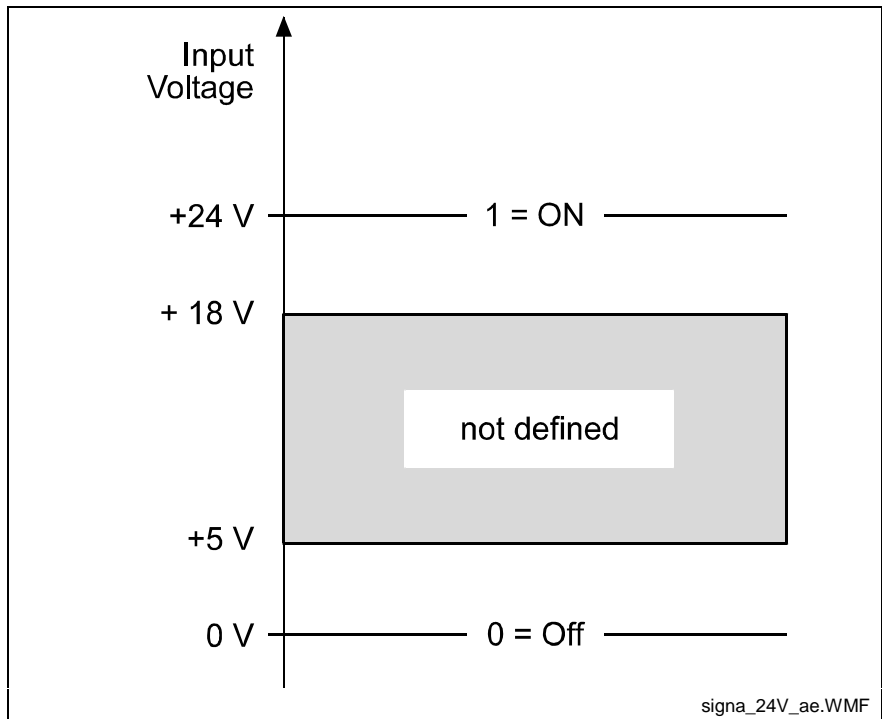 Input
Voltage
+24 V
1 = ON
+ 18 V
not defined
+5 V
0 V
0 = Off
signa_24V_ae.WMF